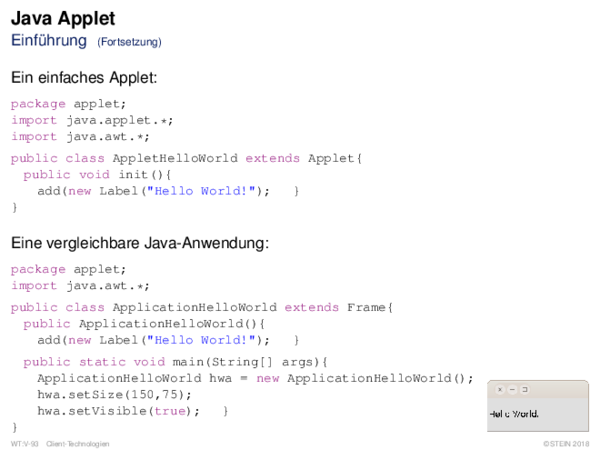 Java Applet
Einführung (Fortsetzung)
Ein einfaches Applet:
package applet;
import java.applet.*;
import java.awt.*;
public class AppletHelloWorld extends Applet{
public void init(){
add(new Label("Hello World!"); }
}
Eine vergleichbare Java-Anwendung:
package applet;
import java.awt.*;
public class ApplicationHelloWorld extends Frame{
public ApplicationHelloWorld(){
add(new Label("Hello World!"); }
public static void main(String[] args){
ApplicationHelloWorld hwa = new ApplicationHelloWorld();
hwa.setSize(150,75);
hwa.setVisible(true); }
}
Hello World.
WT:V-93 Client-Technologien ©STEIN 2018